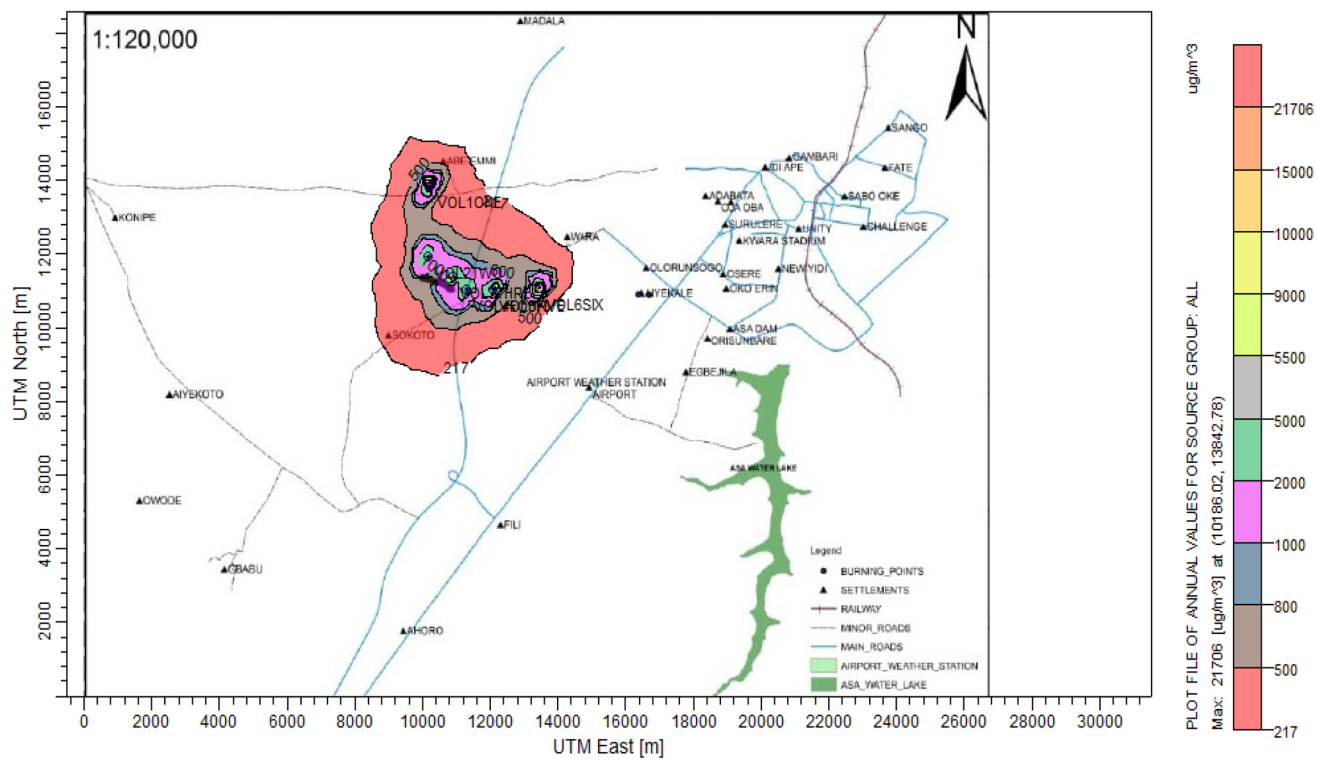 1:120,000
N
MADALA
SANGO
GAMBARI
IDI APE
FATE
ABETEMMI
500
ADABATA
OJA OBA
SABO OKE
VOL1ONE7
KONIPE
WARA
SURULERE
UNITY
CHALLENGE
KWARA STADIUM
OLORUNSOGO
OSERE
NEWYIDI
AIYEKALE
OKO ERIN
VOL6SIX
500
SOKOTO
ASA DAM
ORISUNBARE
217
EGBEJILA
AIRPORT WEATHER STATION
AIRPORT
AIYEKOTO
ASA WATER LAKE
OWODE
FILI
GBABU
AHORO
Legend
BURNING_POINTS
SETTLEMENTS
RAILWAY
MINOR_ROADS
MAIN_ROADS
AIRPORT_WEATHER_STATION
ASA_WATER_LAKE
UTM North [m]
16000
14000
12000
10000
8000
6000
4000
2000
0 2000 4000 6000 8000 10000 12000 14000 16000 18000 20000 22000 24000 26000 28000 30000
UTM East [m]
PLOT FILE OF ANNUAL VALUES FOR SOURCE GROUP: ALL
Max: 21706 [ug/m^3] at (10186.02, 13842.78)
ug/m^3
21706
15000
10000
9000
5500
5000
2000
1000
800
500
217